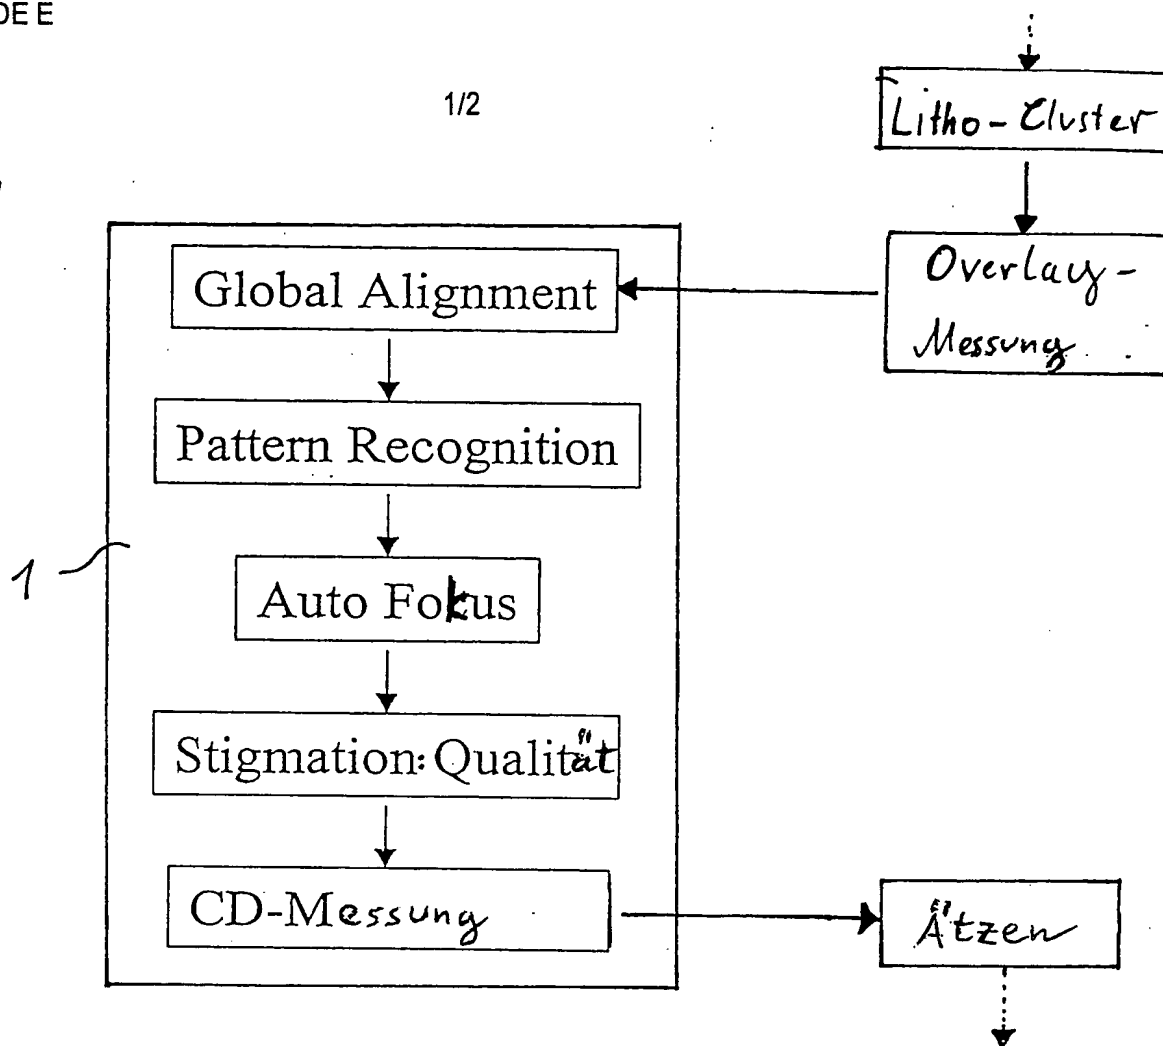 DE E
1/2
Litho-Cluster
Overlay-
Messung
Global Alignment
Pattern Recognition
Auto Fokus
1
Stigmation: Qualität
CD-Messung
Ätzen